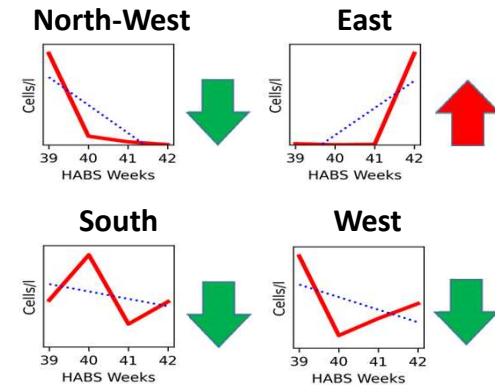 North-West
East
Cells/l
39 40 41 42
HABS Weeks
Cells/l
39 40 41 42
HABS Weeks
South
West
Cells/l
39 40 41 42
HABS Weeks
Cells/l
39 40 41 42
HABS Weeks